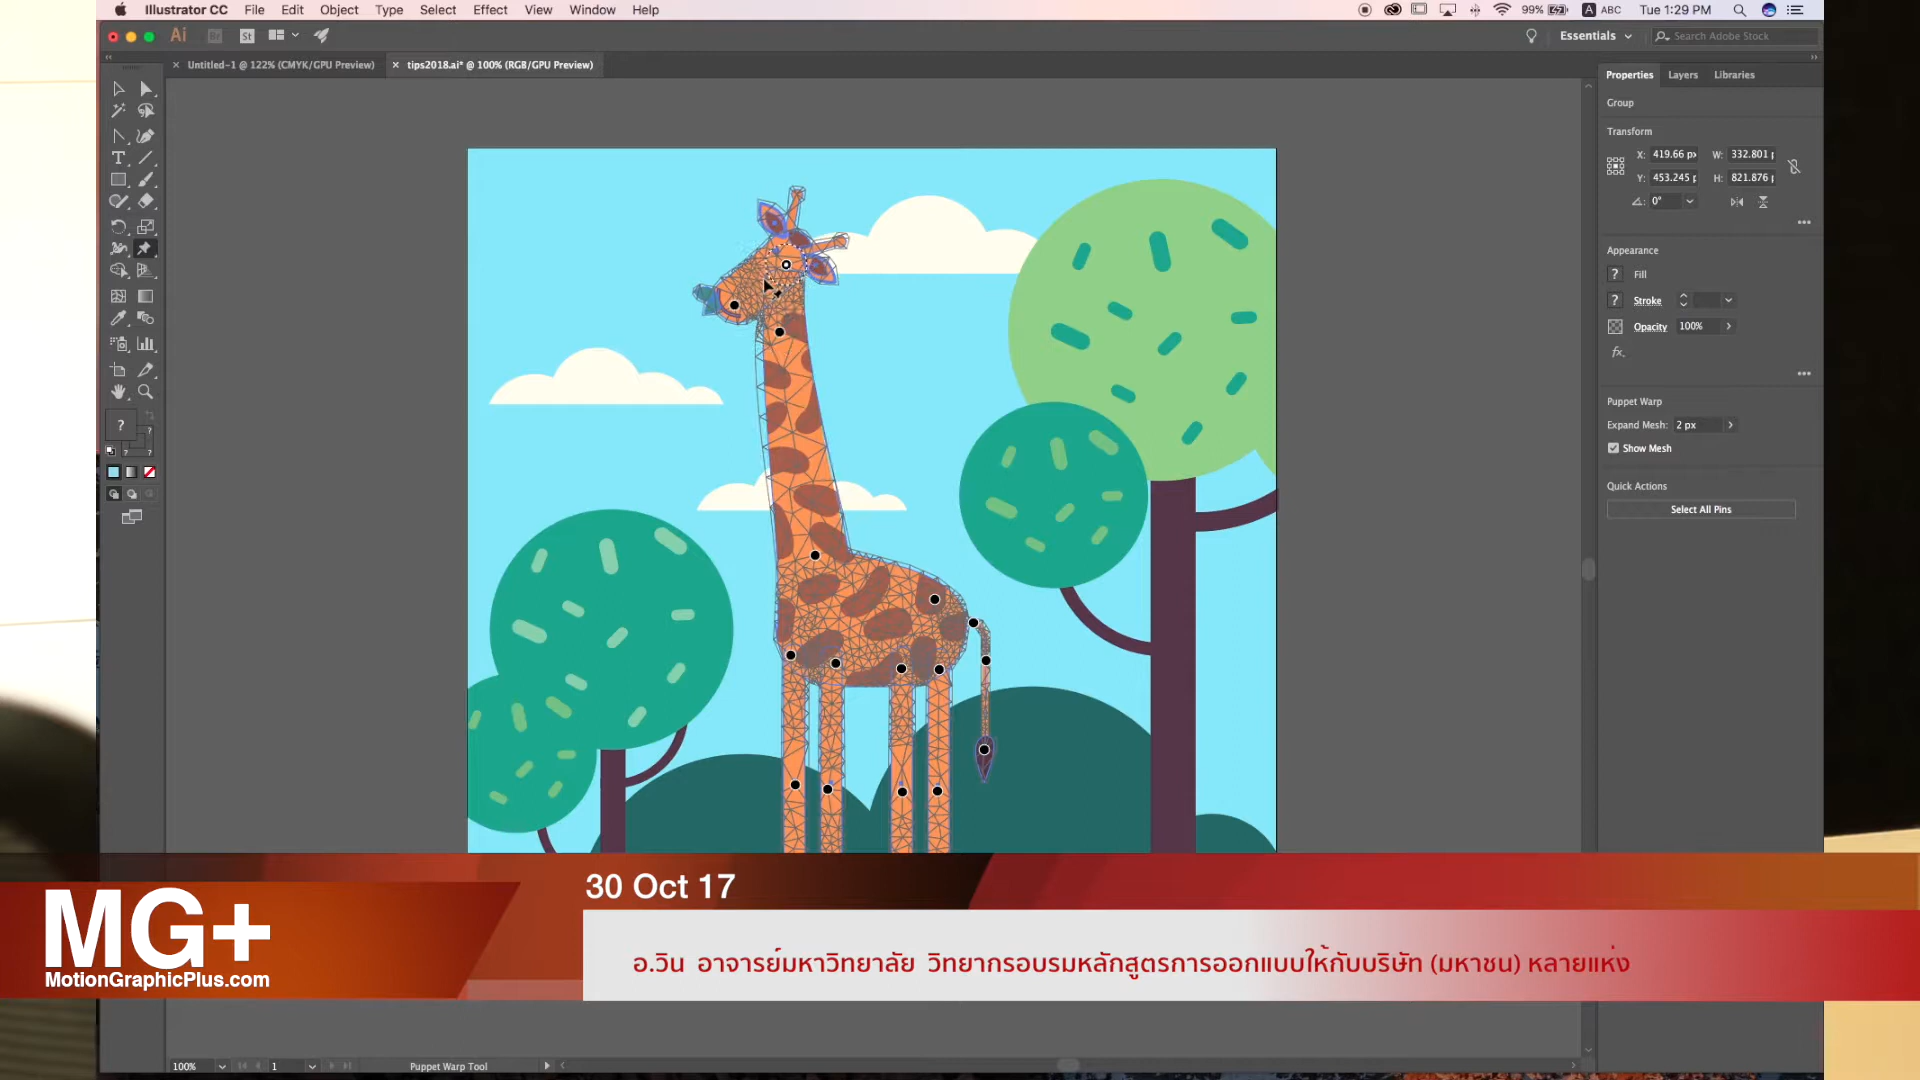 Illustrator CC File Edit Object Type Select Effect View Window Help 99% A ABC Tue 1:29 PM
Ai Br St Essentials Search Adobe Stock
× Untitled-1 @ 122% (CMYK/GPU Preview) × tips2018.ai* @ 100% (RGB/GPU Preview)
Properties Layers Libraries
Group
Transform
X: 419.66 px W: 332.801 p
Y: 453.245 p H: 821.876 p
0°
Appearance
? Fill
? Stroke
Opacity 100%
fx.
Puppet Warp
Expand Mesh: 2 px
Show Mesh
Quick Actions
Select All Pins
30 Oct 17
MG+
MotionGraphicPlus.com
อ.วิน อาจารย์มหาวิทยาลัย วิทยากรอบรมหลักสูตรการออกแบบให้กับบริษัท (มหาชน) หลายแห่ง
100% 1 Puppet Warp Tool